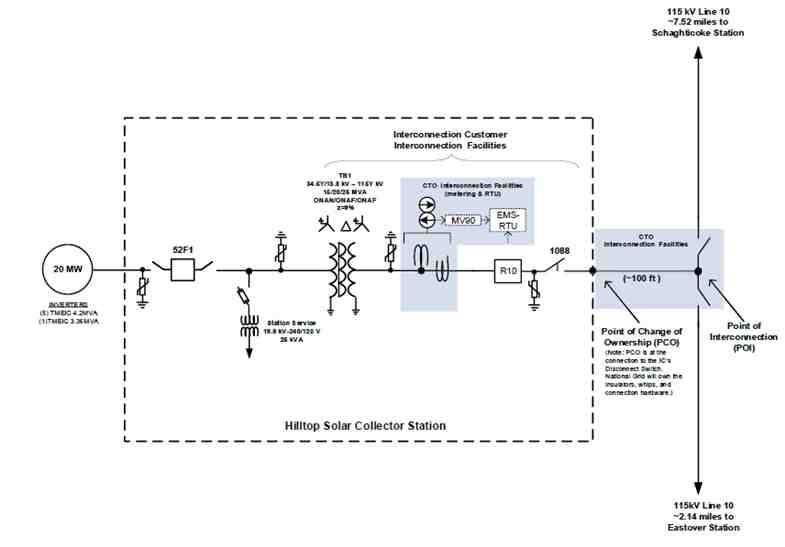 115 kV Line 10
~7.52 miles to
Schaghticoke Station
Interconnection Customer
Interconnection Facilities
TB1
34.5Y/13.8 kV – 115Y kV
15/20/25 MVA
ONAN/ONAF/ONAF
z=9%
CTO Interconnection Facilities
(metering & RTU)
MV90
EMS-
RTU
52F1
20 MW
INVERTERS
(5) TMEIC 4.2MVA
(1)TMEIC 3.36MVA
Station Service
19.9 kV-240/120 V
25 kVA
R10
1088
CTO
Interconnection Facilities
(~100 ft )
Point of Change of
Ownership (PCO)
(Note: PCO is at the
connection to the IC's
Disconnect Switch.
National Grid will own the
insulators, whips, and
connection hardware.)
Point of
Interconnection
(POI)
Hilltop Solar Collector Station
115kV Line 10
~2.14 miles to
Eastover Station